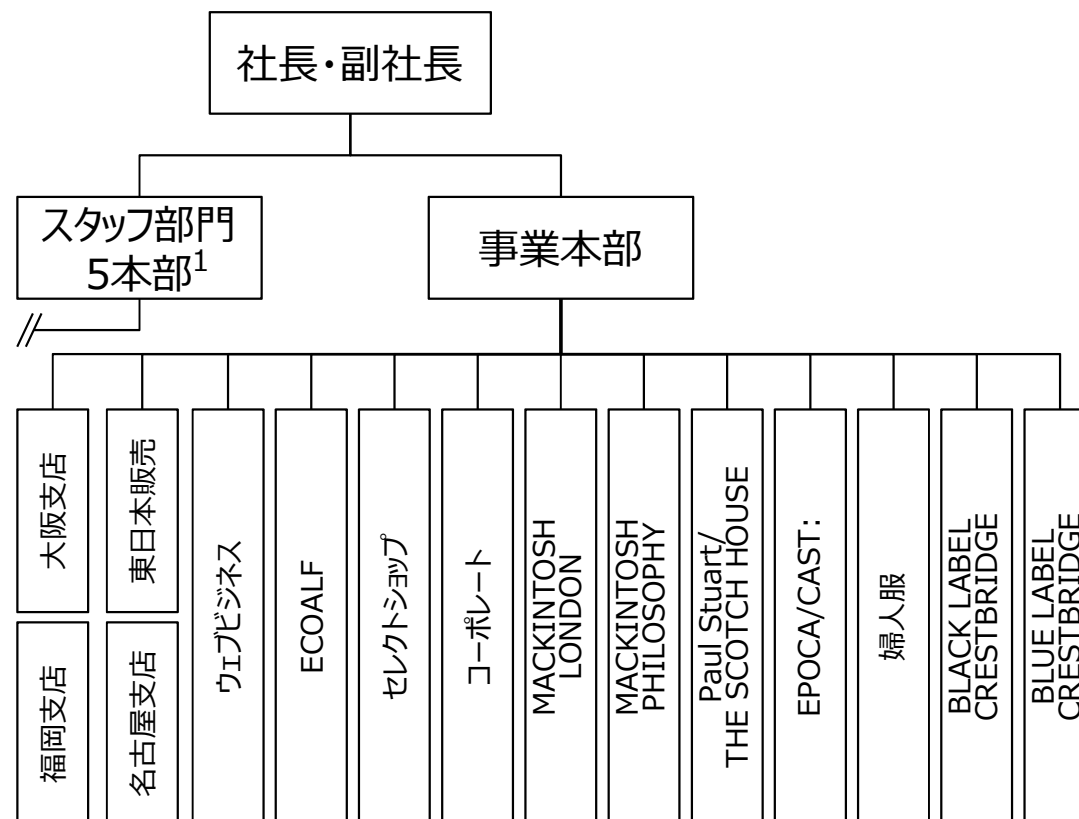 社長・副社長
スタッフ部門
5本部1
事業本部
大阪支店
東日本販売
ウェブビジネス
ECOALF
セレクトショップ
コーポレート
MACKINTOSH
LONDON
MACKINTOSH
PHILOSOPHY
Paul Stuart/
THE SCOTCH HOUSE
EPOCA/CAST:
婦人服
BLACK LABEL
CRESTBRIDGE
BLUE LABEL
CRESTBRIDGE
福岡支店
名古屋支店